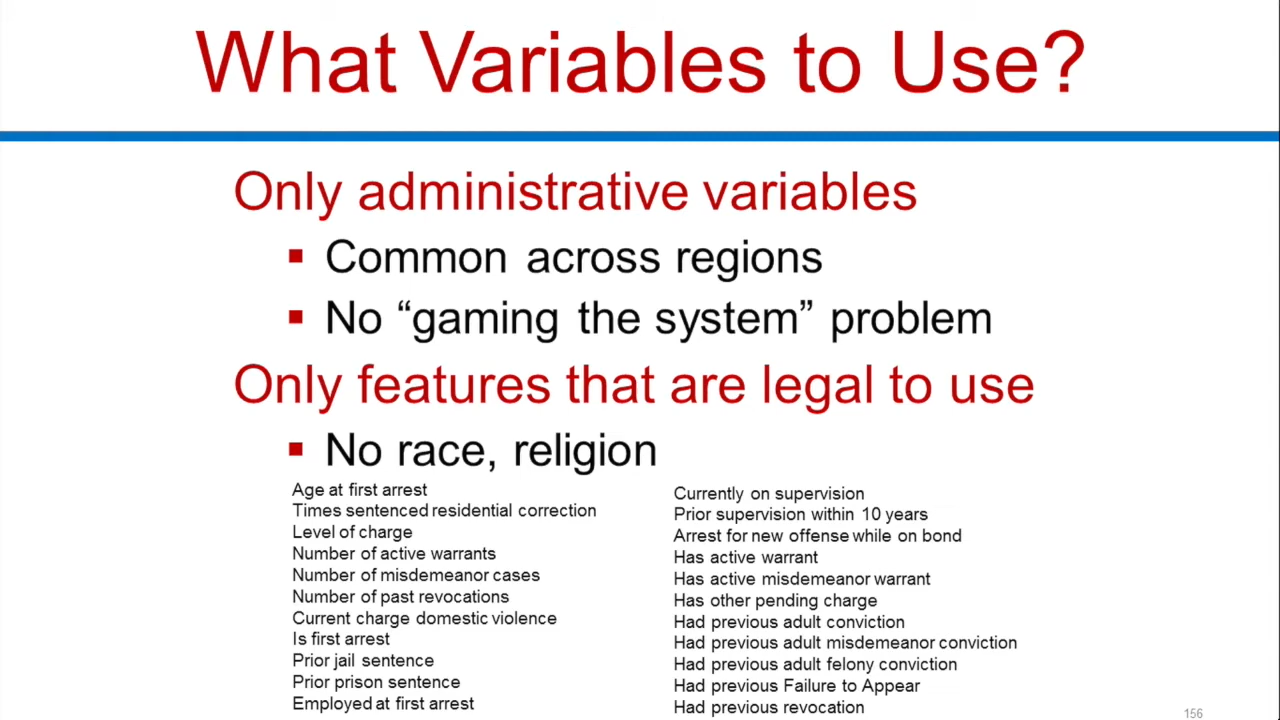 What Variables to Use?
Only administrative variables
▪ Common across regions
▪ No “gaming the system” problem
Only features that are legal to use
▪ No race, religion
Age at first arrest
Times sentenced residential correction
Level of charge
Number of active warrants
Number of misdemeanor cases
Number of past revocations
Current charge domestic violence
Is first arrest
Prior jail sentence
Prior prison sentence
Employed at first arrest
Currently on supervision
Prior supervision within 10 years
Arrest for new offense while on bond
Has active warrant
Has active misdemeanor warrant
Has other pending charge
Had previous adult conviction
Had previous adult misdemeanor conviction
Had previous adult felony conviction
Had previous Failure to Appear
Had previous revocation
156